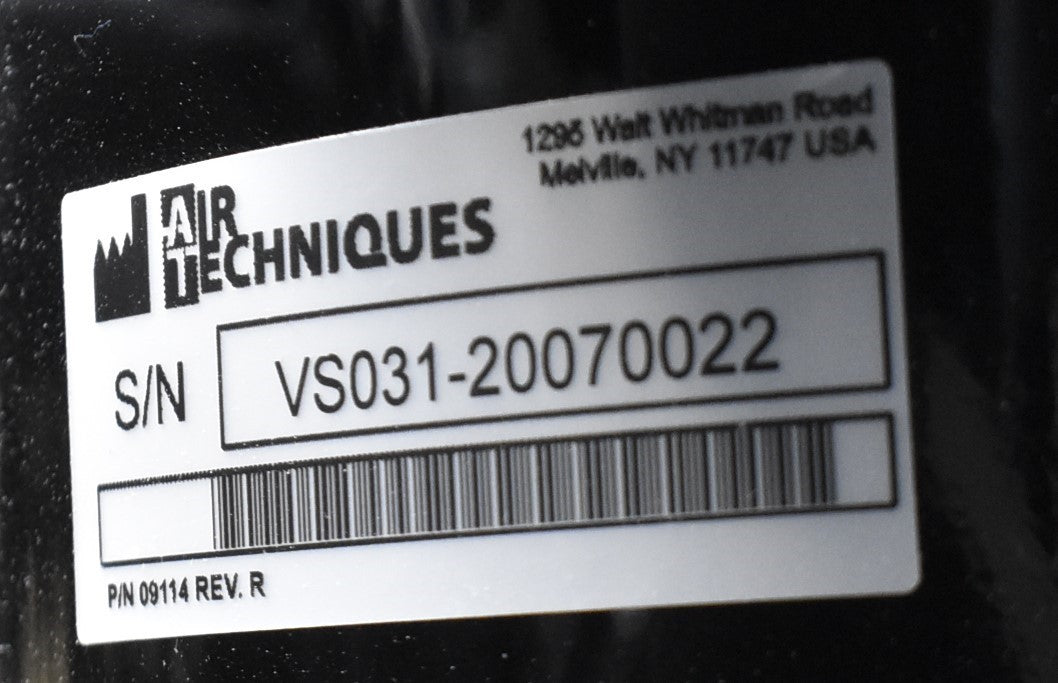 1295 Walt Whitman Road
Melville, NY 11747 USA
AIR
TECHNIQUES
S/N VS031-20070022
P/N 09114 REV. R